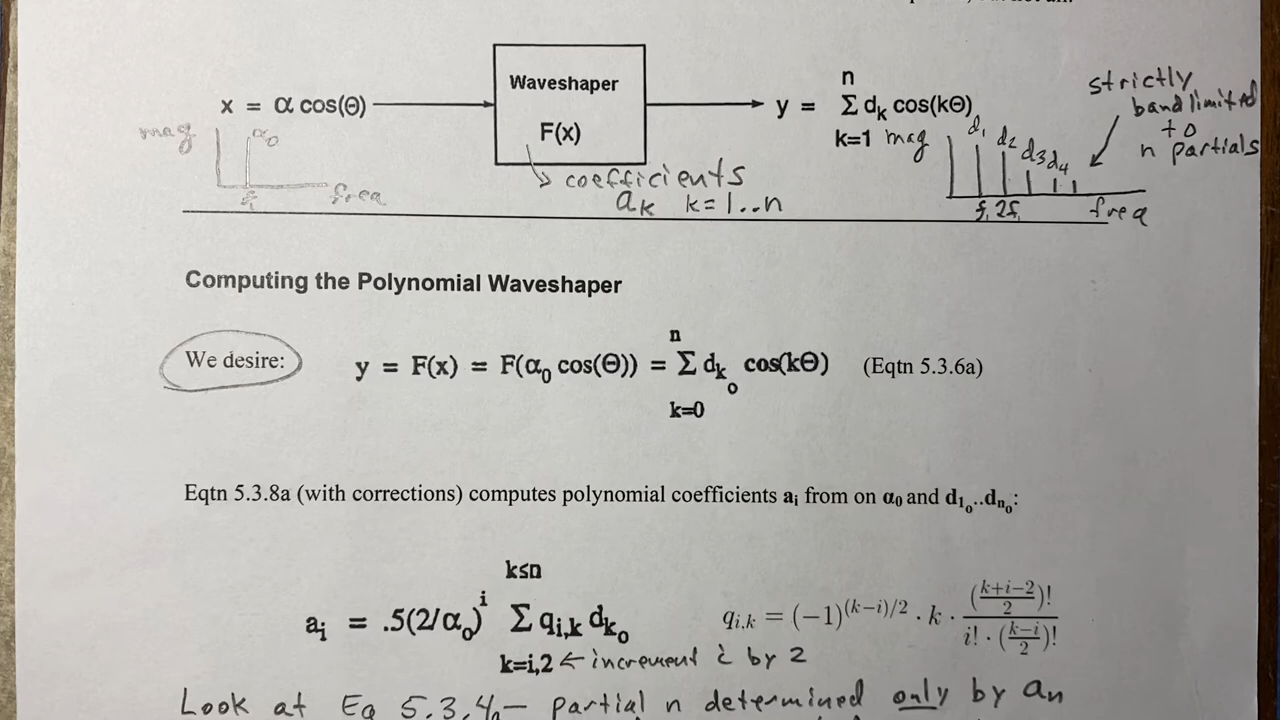 Waveshaper
x = α cos(Θ)
F(x)
n
y = Σ dk cos(kΘ)
k=1
mag
α0
f1
freq
coefficients
ak k=1..n
mag
d1 d2 d3 d4
f1 2f1 freq
strictly
bandlimited
to
n partials
Computing the Polynomial Waveshaper
We desire:
n
y = F(x) = F(α0 cos(Θ)) = Σ dk0 cos(kΘ) (Eqtn 5.3.6a)
k=0
Eqtn 5.3.8a (with corrections) computes polynomial coefficients ai from on α0 and d10..dn0:
k≤n
ai = .5(2/α0)^i Σ qi,k dk0
k=i,2 ← increment i by 2
qi,k = (−1)^(k−i)/2 · k · ((k+i−2)/2)! / (i! · ((k−i)/2)!)
Look at Eq 5.3.4 — partial n determined only by an